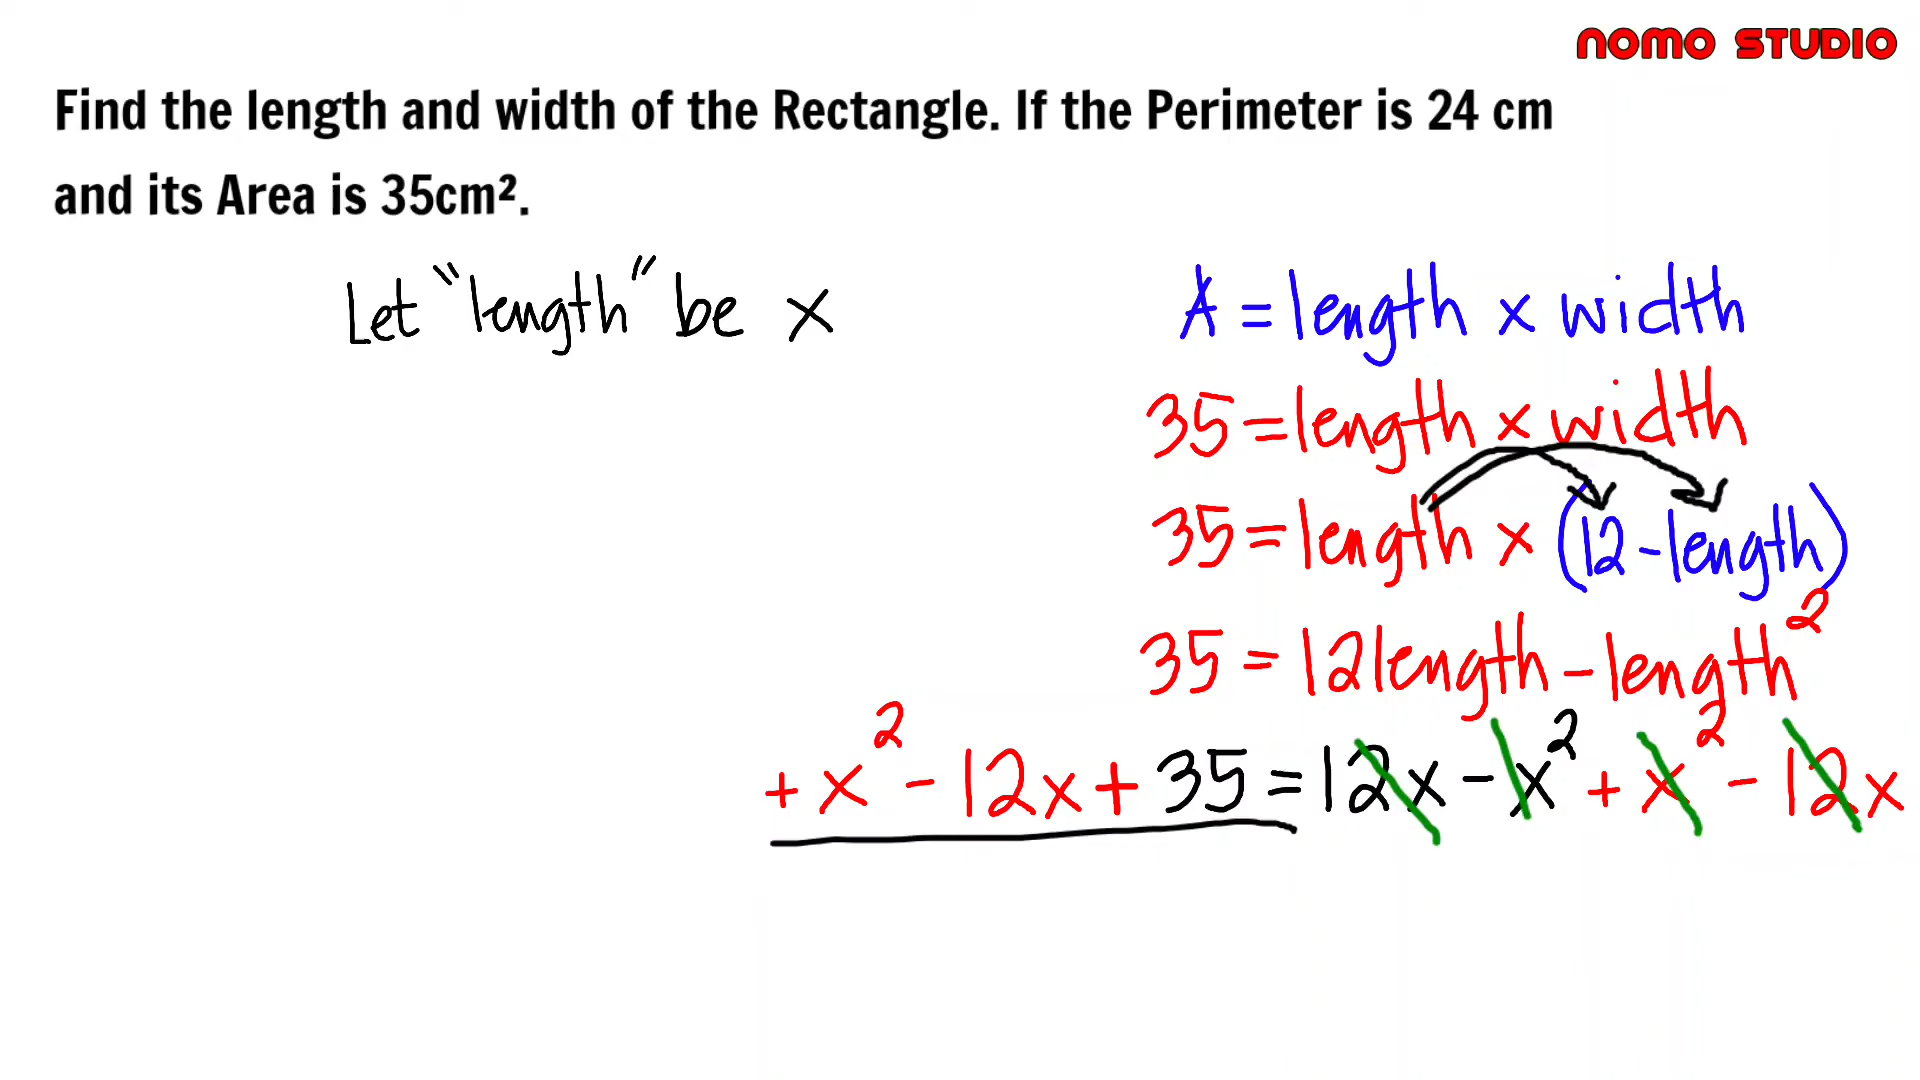 NOMO STUDIO
Find the length and width of the Rectangle. If the Perimeter is 24 cm
and its Area is 35cm².
Let "length" be x
A = length x width
35 = length x width
35 = length x (12 - length)
35 = 12length - length²
+ x² - 12x + 35 = 12x - x² + x² - 12x